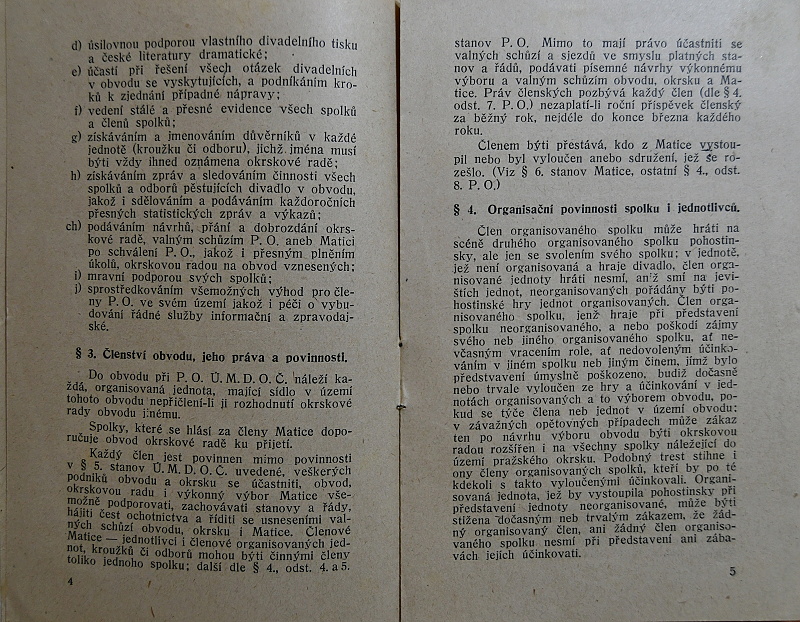 d) úsilovnou podporou vlastního divadelního tisku
a české literatury dramatické;
e) účastí při řešení všech otázek divadelních
v obvodu se vyskytujících, a podníkáním kro-
ků k zjednání případné nápravy;
f) vedení stálé a přesné evidence všech spolků
a členů spolků;
g) získáváním a jmenováním důvěrníků v každé
jednotě (kroužku či odboru), jichž jména musí
býti vždy ihned oznámena okrskové radě;
h) získáváním zpráv a sledováním činnosti všech
spolků a odborů pěstujících divadlo v obvodu,
jakož i sdělováním a podáváním každoročních
přesných statistických zpráv a výkazů;
ch) podáváním návrhů, přání a dobrozdání okrs-
kové radě, valným schůzím P. O. aneb Matici
po schválení P. O., jakož i přesným plněním
úkolů, okrskovou radou na obvod vznesených;
i) mravní podporou svých spolků;
j) sprostředkováním všemožných výhod pro čle-
ny P. O. ve svém území jakož i péči o vybu-
dování řádné služby informační a zpravodaj-
ské.
§ 3. Členství obvodu, jeho práva a povinnosti.
Do obvodu při P. O. Ú. M. D. O. Č. náleží ka-
ždá, organisovaná jednota, mající sídlo v území
tohoto obvodu nepřičlení-li ji rozhodnutí okrskové
rady obvodu jinému.
Spolky, které se hlásí za členy Matice dopo-
ručuje obvod okrskové radě ku přijetí.
Každý člen jest povinnen mimo povinnosti
v § 5. stanov Ú. M. D. O. Č. uvedené, veškerých
podniků obvodu a okrsku se účastniti, obvod,
okrskovou radu i výkonný výbor Matice vše-
možně podporovati, zachovávati stanovy a řády,
hájiti čest ochotnictva a říditi se usneseními val-
ných schůzí obvodu, okrsku i Matice. Členové
Matice — jednotlivci i členové organisovaných jed-
not, kroužků či odborů mohou býti činnými členy
toliko jednoho spolku; další dle § 4., odst. 4. a 5.
4
stanov P. O. Mimo to mají právo účastniti se
valných schůzí a sjezdů ve smyslu platných sta-
nov a řádů, podávati písemné návrhy výkonnému
výboru a valným schůzím obvodu, okrsku a Ma-
tice. Práv členských pozbývá každý člen (dle § 4.
odst. 7. P. O.) nezaplatí-li roční příspěvek členský
za běžný rok, nejdéle do konce března každého
roku.
Členem býti přestává, kdo z Matice vystou-
pil nebo byl vyloučen anebo sdružení, jež se ro-
zešlo. (Viz § 6. stanov Matice, ostatní § 4., odst.
8. P. O.)
§ 4. Organisační povinnosti spolku i jednotlivců.
Člen organisovaného spolku může hráti na
scéně druhého organisovaného spolku pohostin-
sky, ale jen se svolením svého spolku; v jednotě,
jež není organisovaná a hraje divadlo, člen orga-
nisované jednoty hráti nesmí, aniž smí na jevi-
štích jednot, neorganisovaných pořádány býti po-
hostinské hry jednot organisovaných. Člen orga-
nisovaného spolku, jenž hraje při představení
spolku neorganisovaného, a nebo poškodí zájmy
svého neb jiného organisovaného spolku, ať ne-
včasným vracením role, ať nedovoleným účinko-
váním v jiném spolku neb jiným činem, jímž bylo
předstvavení úmyslně poškozeno, budiž dočasně
nebo trvale vyloučen ze hry a účinkování v jed-
notách organisovaných a to výborem obvodu, po-
kud se týče člena neb jednot v území obvodu;
v závažných opětovných případech může zákaz
ten po návrhu výboru obvodu býti okrskovou
radou rozšířen i na všechny spolky náležející do
území pražského okrsku. Podobný trest stihne i
ony členy organisovaných spolků, kteří by po té
kdekoli s takto vyloučenými účinkovali. Organi-
sovaná jednota, jež by vystoupila pohostinsky při
představení jednoty neorganisované, může býti
stižena dočasným neb trvalým zákazem, že žád-
ný organisovaný člen, ani žádný člen organiso-
vaného spolku nesmí při představení ani zába-
vách jejích účinkovati.
5